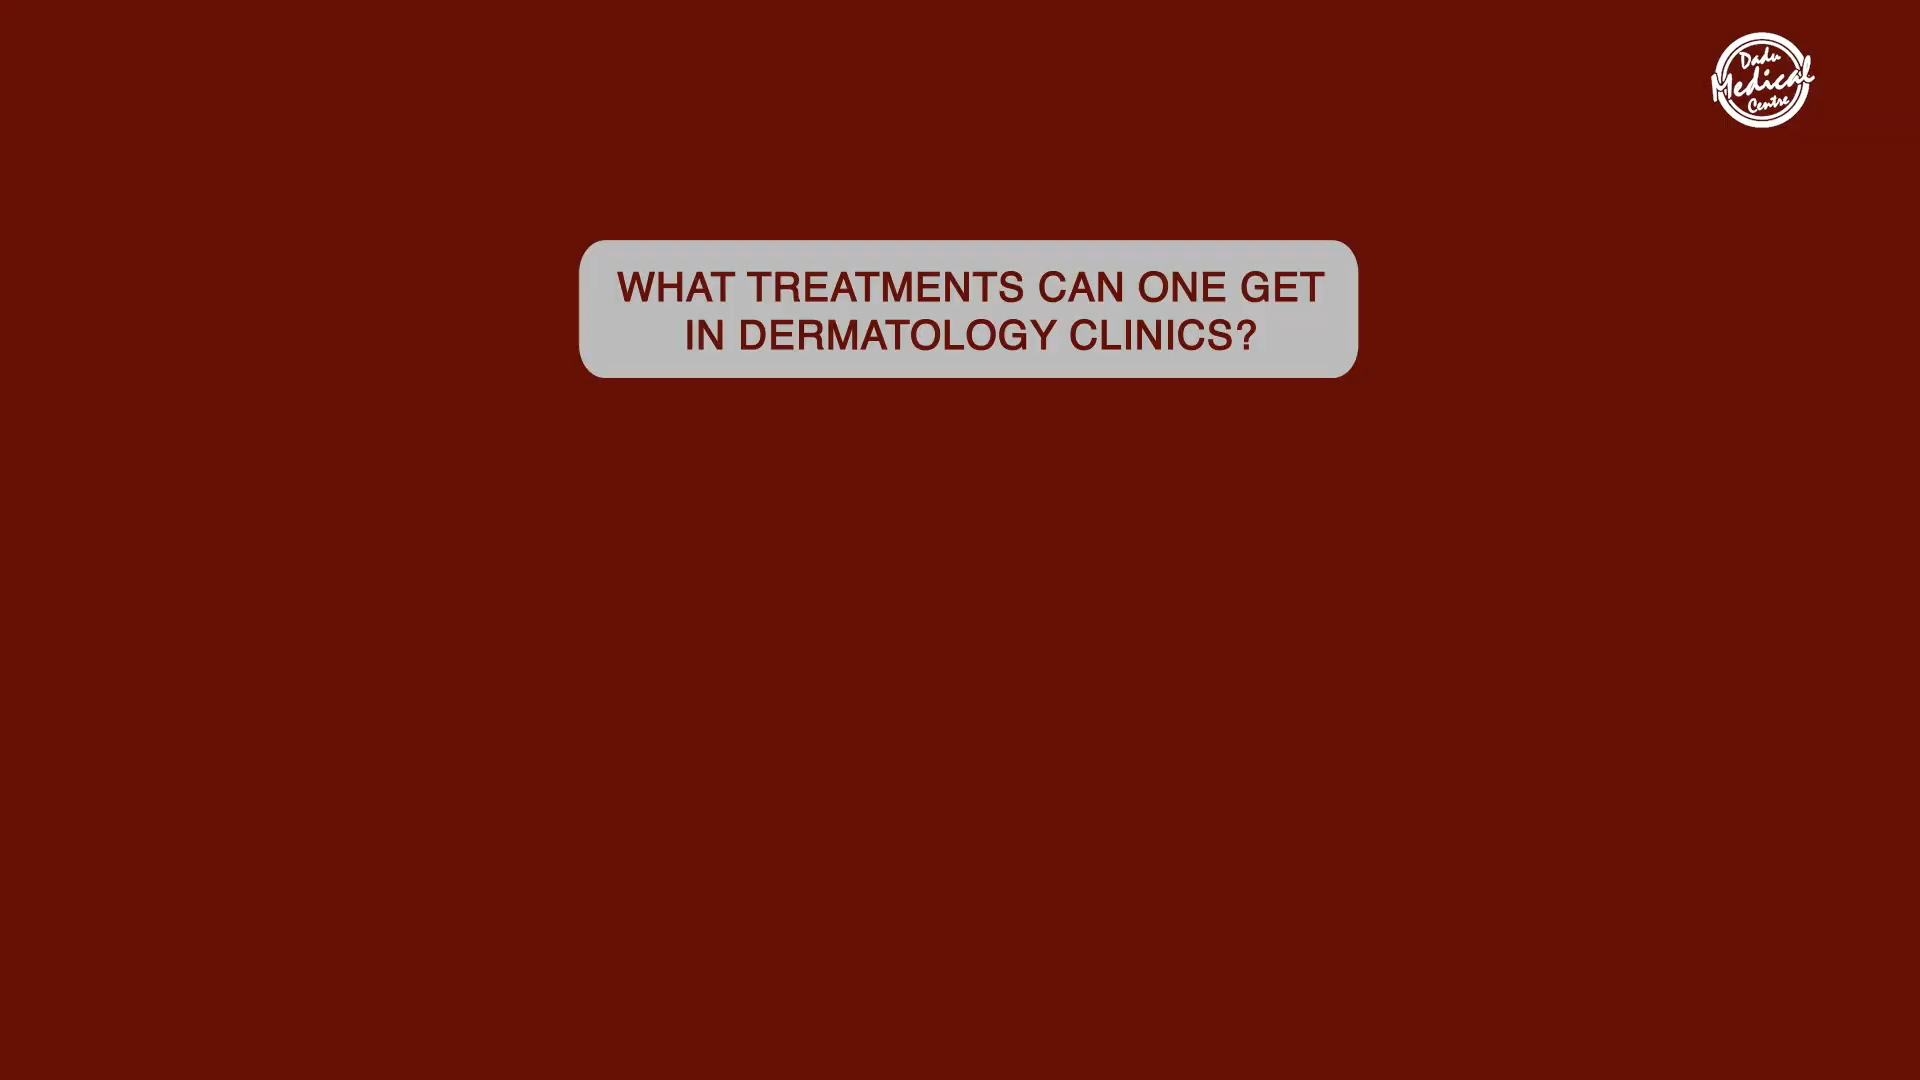 Dadu
Medical
Centre
WHAT TREATMENTS CAN ONE GET
IN DERMATOLOGY CLINICS?